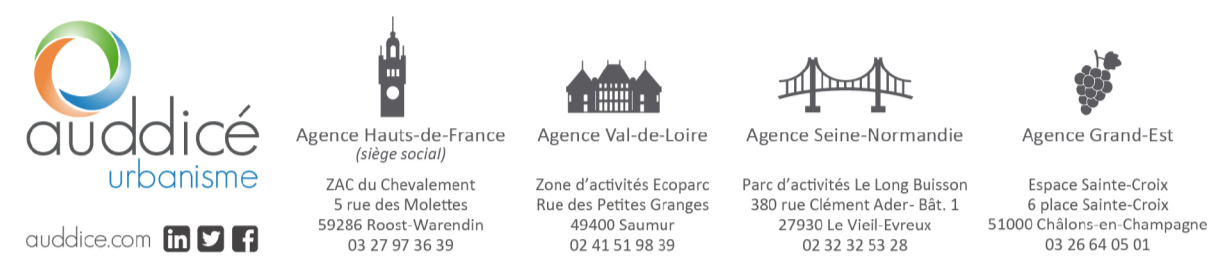 auddicé
urbanisme
auddice.com
Agence Hauts-de-France
(siège social)
ZAC du Chevalement
5 rue des Molettes
59286 Roost-Warendin
03 27 97 36 39
Agence Val-de-Loire
Zone d'activités Ecoparc
Rue des Petites Granges
49400 Saumur
02 41 51 98 39
Agence Seine-Normandie
Parc d'activités Le Long Buisson
380 rue Clément Ader- Bât. 1
27930 Le Vieil-Evreux
02 32 32 53 28
Agence Grand-Est
Espace Sainte-Croix
6 place Sainte-Croix
51000 Châlons-en-Champagne
03 26 64 05 01